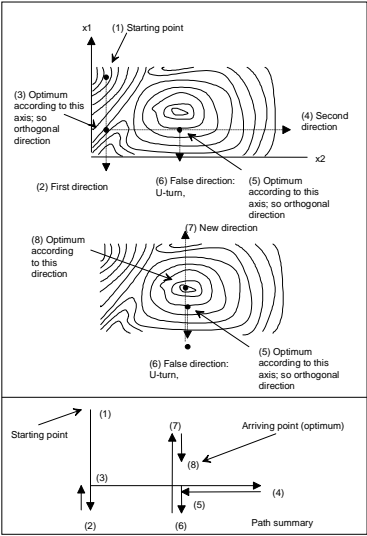 x1
(1) Starting point
(3) Optimum
according to this
axis; so
orthogonal
direction
(4) Second
direction
x2
(2) First direction
(6) False direction:
U-turn,
(5) Optimum
according to this
axis; so orthogonal
direction
(7) New direction
(8) Optimum
according
to this
direction
(6) False direction:
U-turn,
(5) Optimum
according to this
axis; so orthogonal
direction
(1)
Starting point
(7)
Arriving point (optimum)
(8)
(3)
(4)
(5)
(2)
(6)
Path summary